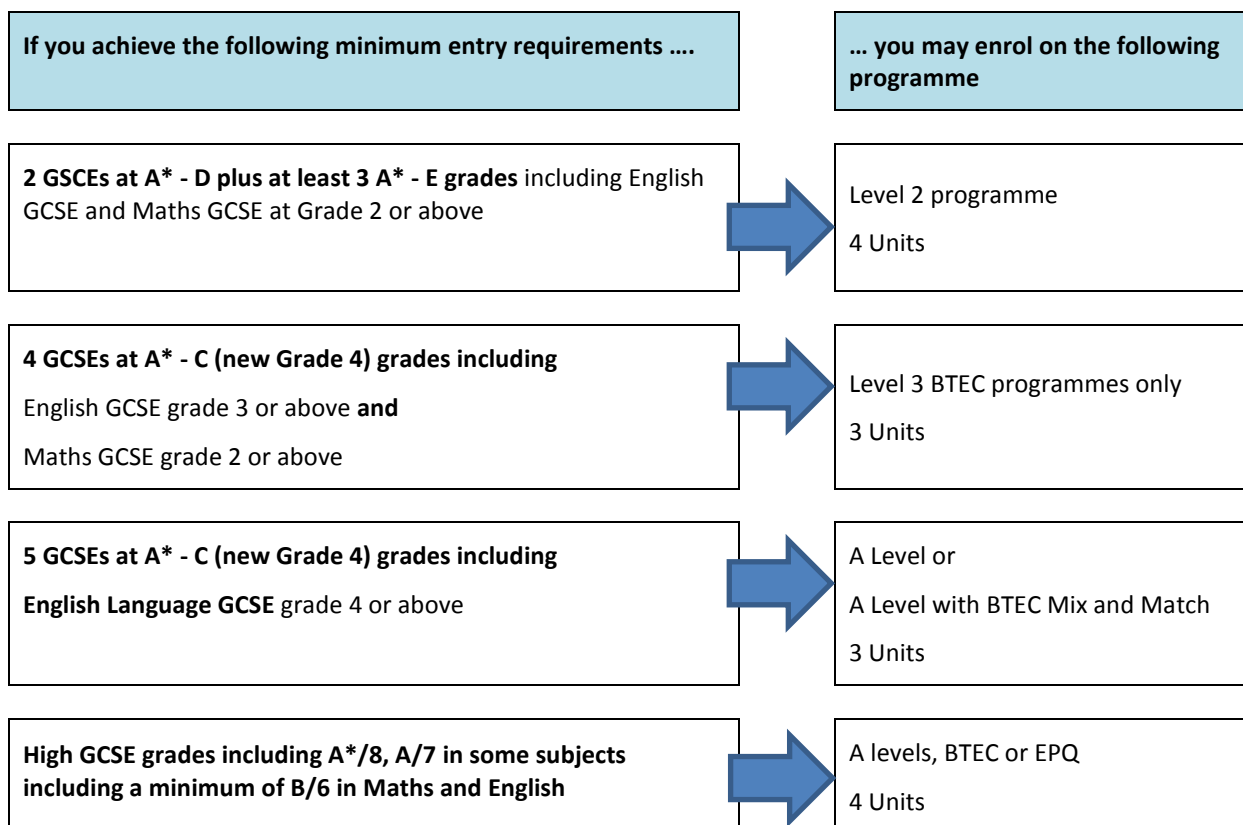 If you achieve the following minimum entry requirements ….
… you may enrol on the following
programme
2 GSCEs at A* - D plus at least 3 A* - E grades including English
GCSE and Maths GCSE at Grade 2 or above
Level 2 programme
4 Units
4 GCSEs at A* - C (new Grade 4) grades including
English GCSE grade 3 or above and
Maths GCSE grade 2 or above
Level 3 BTEC programmes only
3 Units
5 GCSEs at A* - C (new Grade 4) grades including
English Language GCSE grade 4 or above
A Level or
A Level with BTEC Mix and Match
3 Units
High GCSE grades including A*/8, A/7 in some subjects
including a minimum of B/6 in Maths and English
A levels, BTEC or EPQ
4 Units